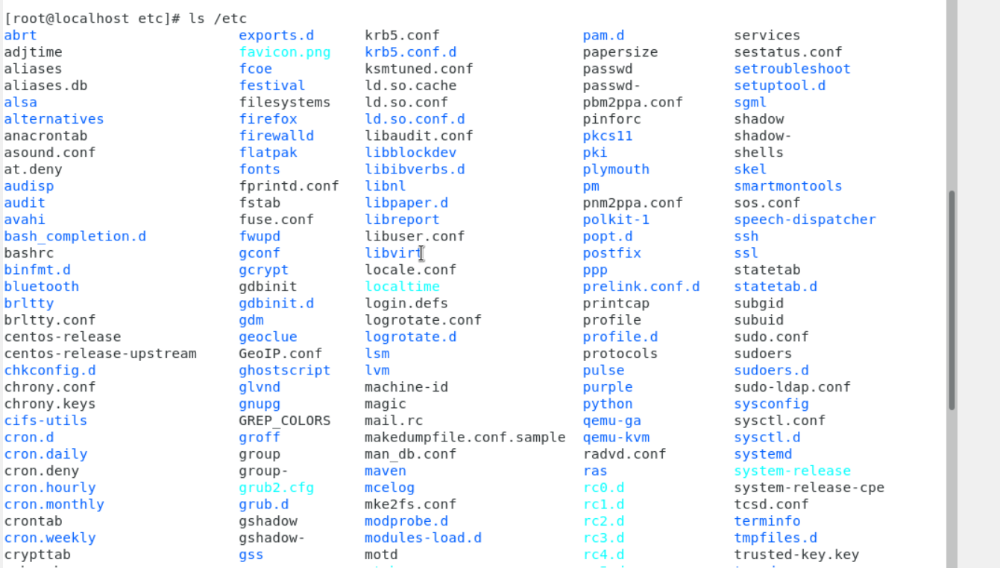 [root@localhost etc]# ls /etc
abrt exports.d krb5.conf pam.d services
adjtime favicon.png krb5.conf.d papersize sestatus.conf
aliases fcoe ksmtuned.conf passwd setroubleshoot
aliases.db festival ld.so.cache passwd- setuptool.d
alsa filesystems ld.so.conf pbm2ppa.conf sgml
alternatives firefox ld.so.conf.d pinforc shadow
anacrontab firewalld libaudit.conf pkcs11 shadow-
asound.conf flatpak libblockdev pki shells
at.deny fonts libibverbs.d plymouth skel
audisp fprintd.conf libnl pm smartmontools
audit fstab libpaper.d pnm2ppa.conf sos.conf
avahi fuse.conf libreport polkit-1 speech-dispatcher
bash_completion.d fwupd libuser.conf popt.d ssh
bashrc gconf libvirt postfix ssl
binfmt.d gcrypt locale.conf ppp statetab
bluetooth gdbinit localtime prelink.conf.d statetab.d
brltty gdbinit.d login.defs printcap subgid
brltty.conf gdm logrotate.conf profile subuid
centos-release geoclue logrotate.d profile.d sudo.conf
centos-release-upstream GeoIP.conf lsm protocols sudoers
chkconfig.d ghostscript lvm pulse sudoers.d
chrony.conf glvnd machine-id purple sudo-ldap.conf
chrony.keys gnupg magic python sysconfig
cifs-utils GREP_COLORS mail.rc qemu-ga sysctl.conf
cron.d groff makedumpfile.conf.sample qemu-kvm sysctl.d
cron.daily group man_db.conf radvd.conf systemd
cron.deny group- maven ras system-release
cron.hourly grub2.cfg mcelog rc0.d system-release-cpe
cron.monthly grub.d mke2fs.conf rc1.d tcsd.conf
crontab gshadow modprobe.d rc2.d terminfo
cron.weekly gshadow- modules-load.d rc3.d tmpfiles.d
crypttab gss motd rc4.d trusted-key.key